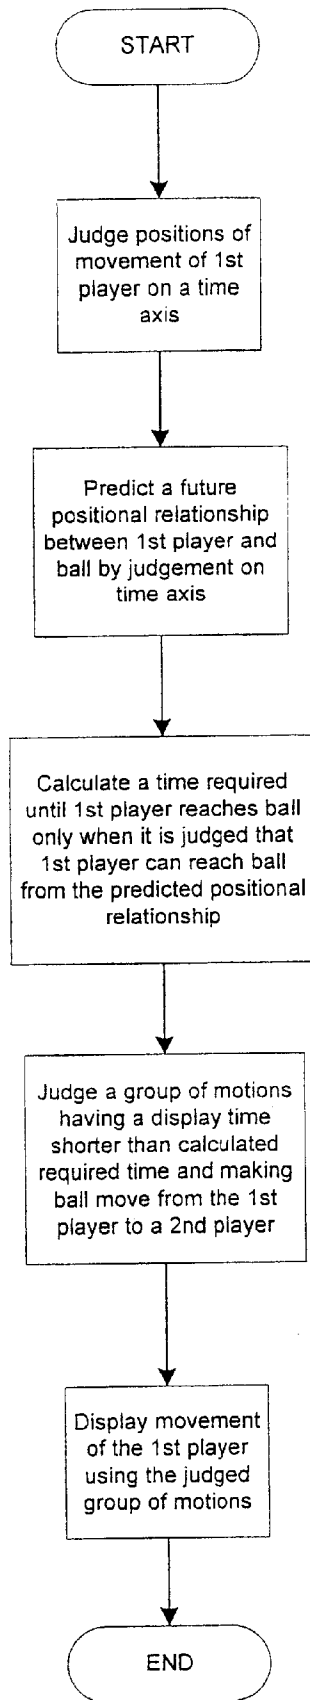 START
Judge positions of
movement of 1st
player on a time
axis
Predict a future
positional relationship
between 1st player and
ball by judgement on
time axis
Calculate a time required
until 1st player reaches ball
only when it is judged that
1st player can reach ball
from the predicted positional
relationship
Judge a group of motions
having a display time
shorter than calculated
required time and making
ball move from the 1st
player to a 2nd player
Display movement
of the 1st player
using the judged
group of motions
END